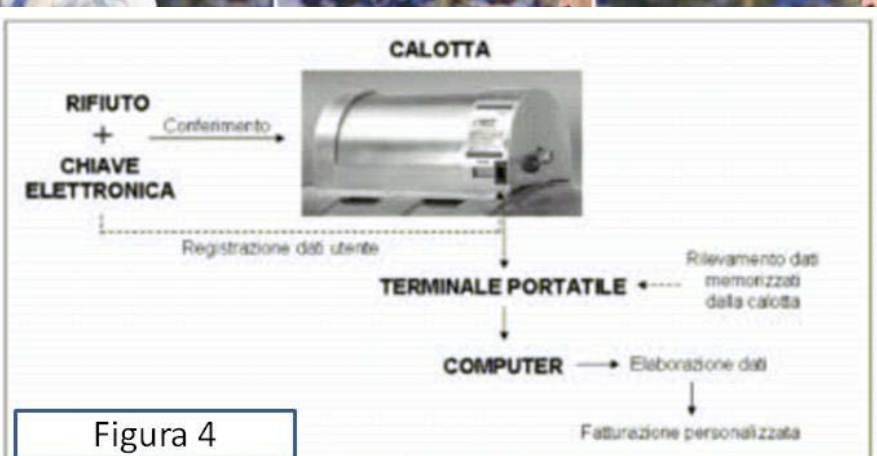 CALOTTA
RIFIUTO
+
CHIAVE
ELETTRONICA
Conferimento
Registrazione dati utente
TERMINALE PORTATILE
Rilevamento dati
memorizzati
dalla calotta
COMPUTER
Elaborazione dati
Fatturazione personalizzata
Figura 4